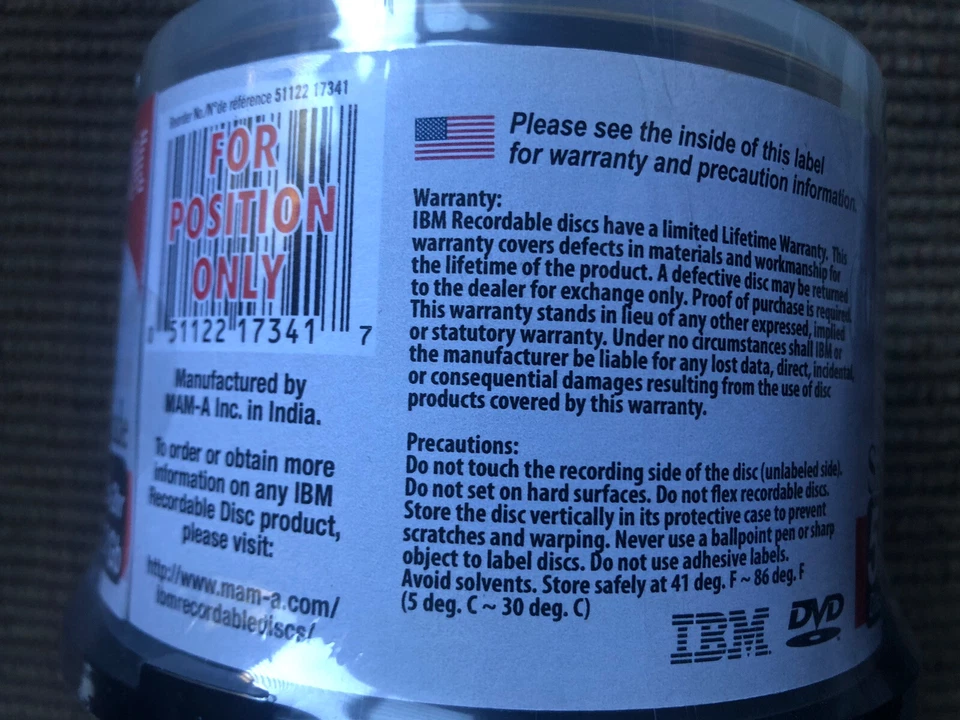 Reorder No./N° de référence 51122 17341
FOR
POSITION
ONLY
0 51122 17341 7
Manufactured by
MAM-A Inc. in India.
To order or obtain more
information on any IBM
Recordable Disc product,
please visit:
http://www.mam-a.com/
ibmrecordablediscs/
Please see the inside of this label
for warranty and precaution information.
Warranty:
IBM Recordable discs have a limited Lifetime Warranty. This
warranty covers defects in materials and workmanship for
the lifetime of the product. A defective disc may be returned
to the dealer for exchange only. Proof of purchase is required.
This warranty stands in lieu of any other expressed, implied
or statutory warranty. Under no circumstances shall IBM or
the manufacturer be liable for any lost data, direct, incidental,
or consequential damages resulting from the use of disc
products covered by this warranty.
Precautions:
Do not touch the recording side of the disc (unlabeled side).
Do not set on hard surfaces. Do not flex recordable discs.
Store the disc vertically in its protective case to prevent
scratches and warping. Never use a ballpoint pen or sharp
object to label discs. Do not use adhesive labels.
Avoid solvents. Store safely at 41 deg. F ~ 86 deg. F
(5 deg. C ~ 30 deg. C)
IBM DVD